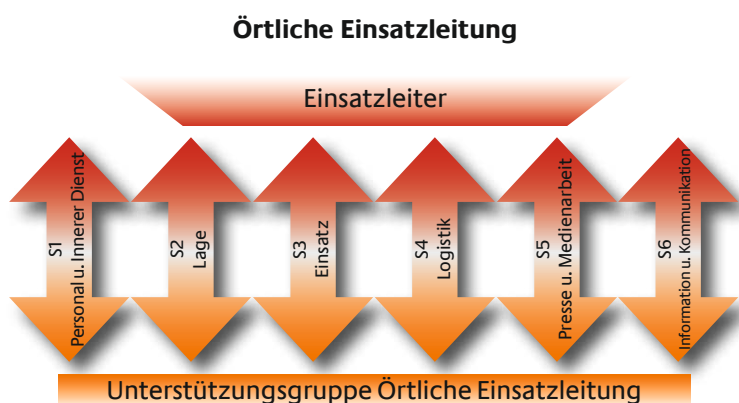 Örtliche Einsatzleitung
Einsatzleiter
S1
Personal u. Innerer Dienst
S2
Lage
S3
Einsatz
S4
Logistik
S5
Presse u. Medienarbeit
S6
Information u. Kommunikation
Unterstützungsgruppe Örtliche Einsatzleitung